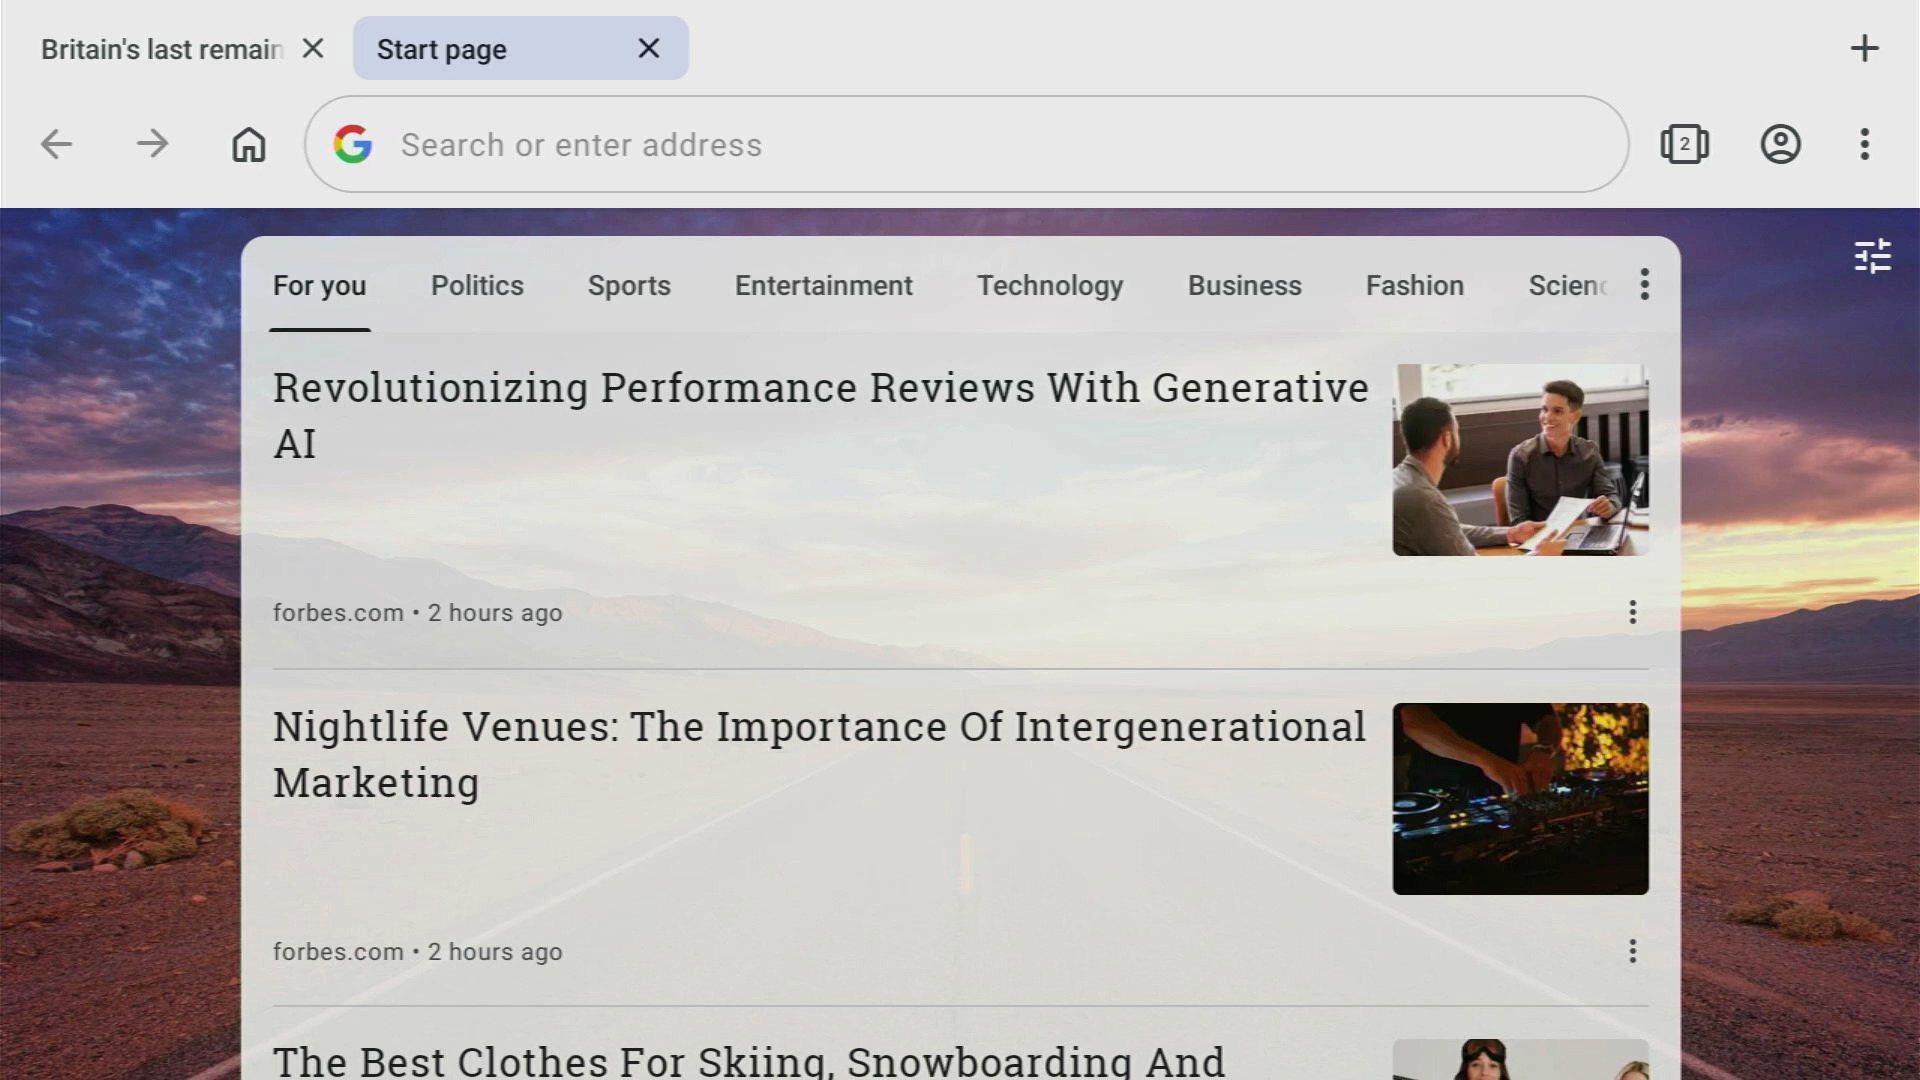 Britain's last remain
Start page
Search or enter address
2
For you
Politics
Sports
Entertainment
Technology
Business
Fashion
Scienc
Revolutionizing Performance Reviews With Generative
AI
forbes.com • 2 hours ago
Nightlife Venues: The Importance Of Intergenerational
Marketing
forbes.com • 2 hours ago
The Best Clothes For Skiing, Snowboarding And